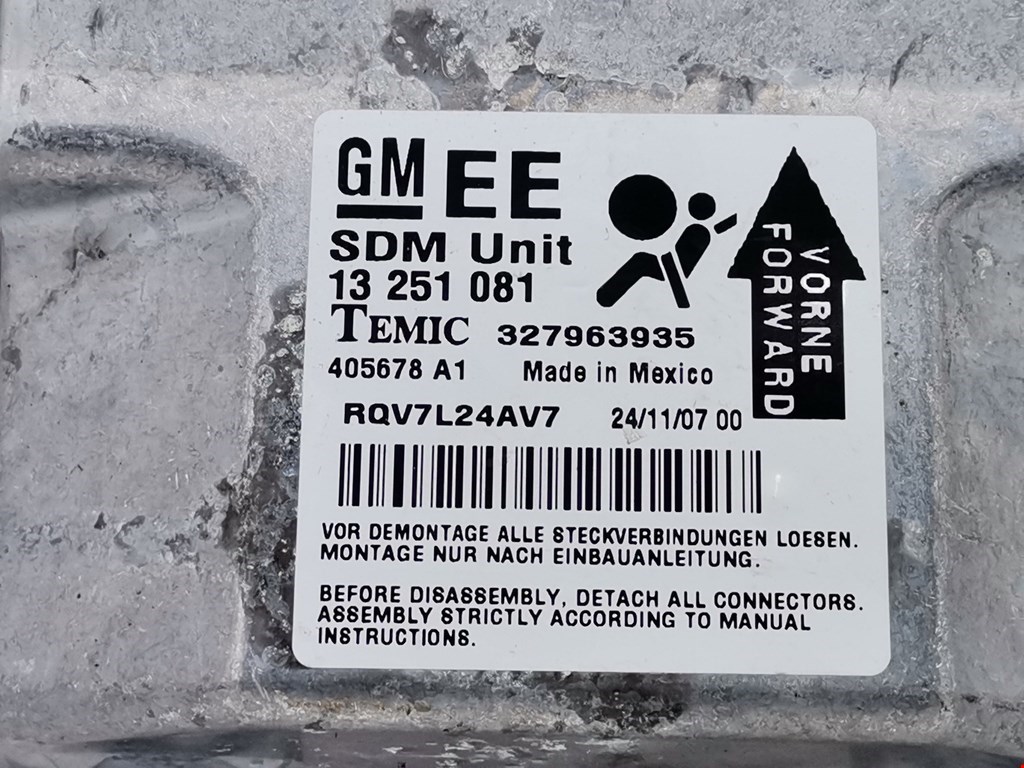 GM EE
SDM Unit
13 251 081
TEMIC 327963935
405678 A1 Made in Mexico
RQV7L24AV7 24/11/07 00
VORNE
FORWARD
VOR DEMONTAGE ALLE STECKVERBINDUNGEN LOESEN.
MONTAGE NUR NACH EINBAUANLEITUNG.
BEFORE DISASSEMBLY, DETACH ALL CONNECTORS.
ASSEMBLY STRICTLY ACCORDING TO MANUAL
INSTRUCTIONS.